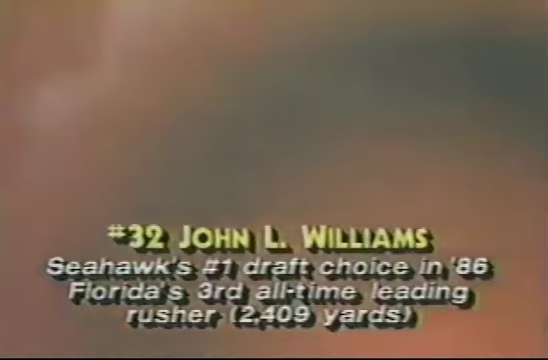 #32 JOHN L. WILLIAMS
Seahawk's #1 draft choice in '86
Florida's 3rd all-time leading
rusher (2,409 yards)